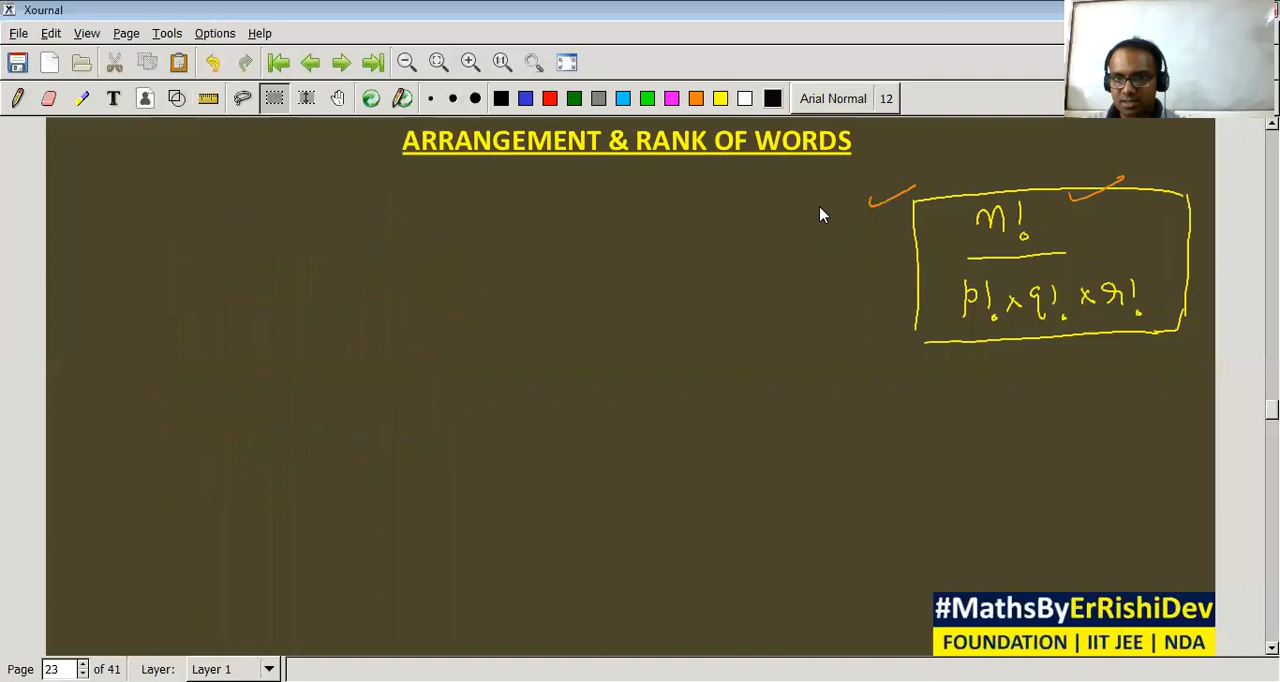 Xournal
File Edit View Page Tools Options Help
Arial Normal 12
ARRANGEMENT & RANK OF WORDS
n!
p! × q! × r!
#MathsByErRishiDev
FOUNDATION | IIT JEE | NDA
Page 23 of 41 Layer: Layer 1